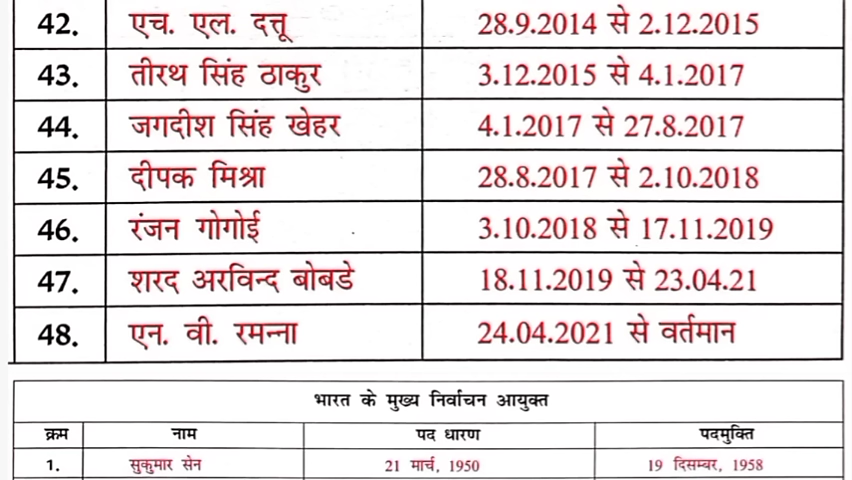 42. एच. एल. दत्तू 28.9.2014 से 2.12.2015
43. तीरथ सिंह ठाकुर 3.12.2015 से 4.1.2017
44. जगदीश सिंह खेहर 4.1.2017 से 27.8.2017
45. दीपक मिश्रा 28.8.2017 से 2.10.2018
46. रंजन गोगोई 3.10.2018 से 17.11.2019
47. शरद अरविन्द बोबडे 18.11.2019 से 23.04.21
48. एन. वी. रमन्ना 24.04.2021 से वर्तमान
भारत के मुख्य निर्वाचन आयुक्त
क्रम नाम पद धारण पदमुक्ति
1. सुकुमार सेन 21 मार्च, 1950 19 दिसम्बर, 1958